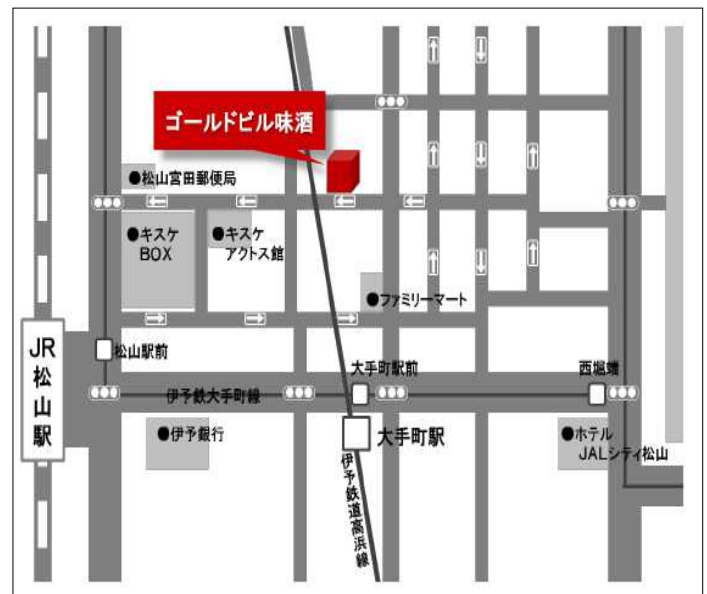 ゴールドビル味酒
●松山宮田郵便局
●キスケ
BOX
●キスケ
アクトス館
●ファミリーマート
JR松山駅
松山駅前
大手町駅前
西堀端
伊予鉄大手町線
●伊予銀行
大手町駅
●ホテル
JALシティ松山
伊予鉄道高浜線